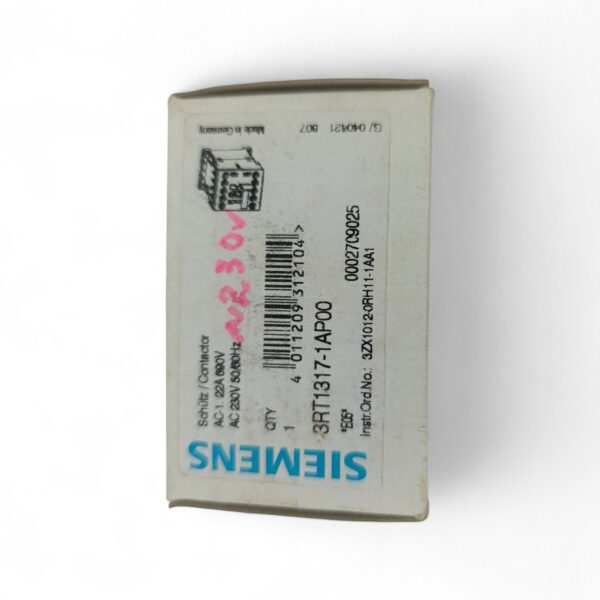 SIEMENS
Schütz / Contactor
AC-1, 22A 690V
AC 230V 50/60Hz
~230V
Made in Germany
G/ 040421 807
QTY
1
4 011209 312104 >
3RT1317-1AP00
*E05*
0002709025
Instr.Ord.No.: 3ZX1012-0RH11-1AA1